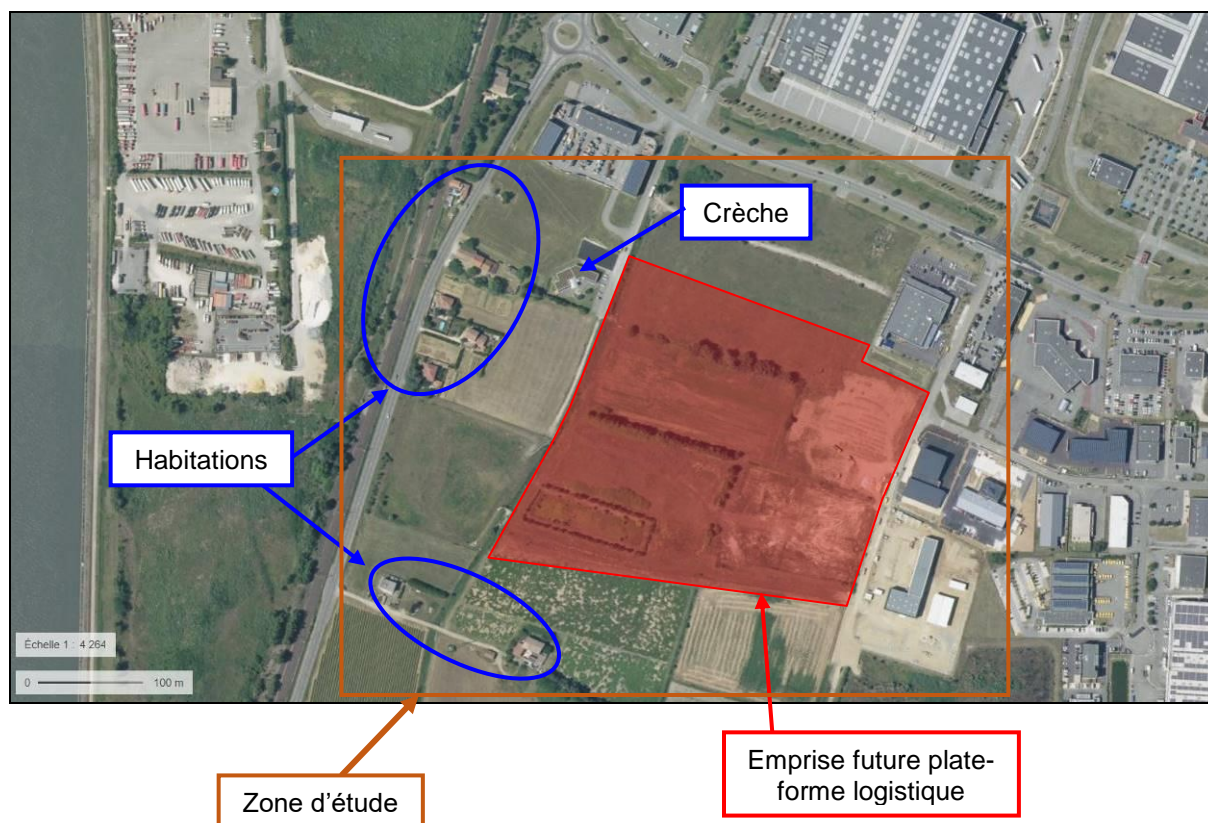 Crèche
Habitations
Échelle 1 : 4 264
0 100 m
Zone d'étude
Emprise future plate-
forme logistique